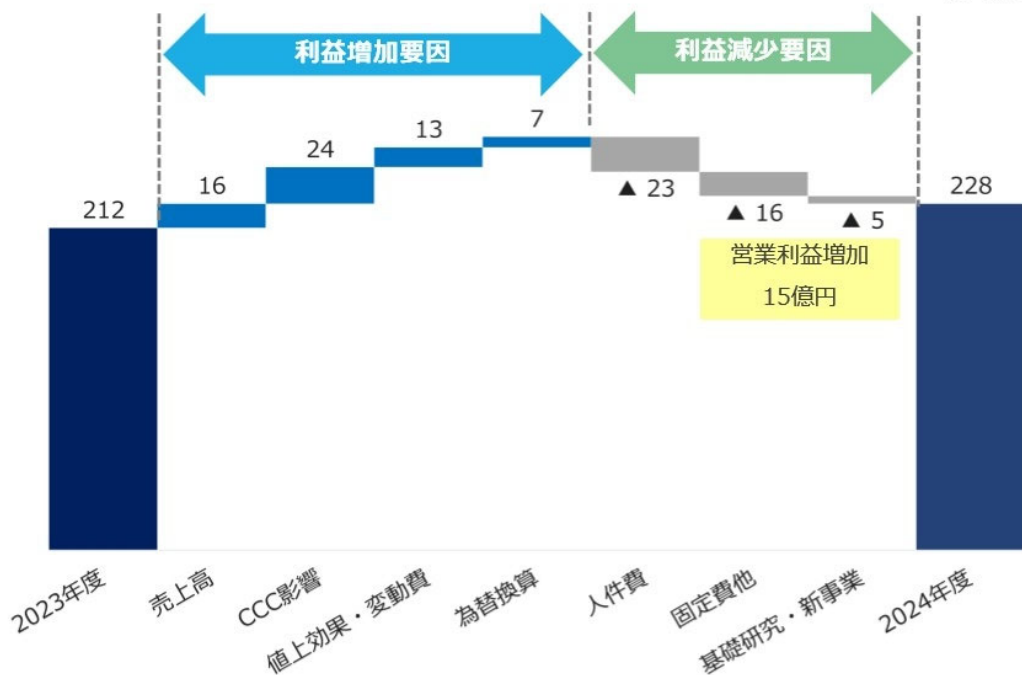 利益増加要因
利益減少要因
212
16
24
13
7
▲ 23
▲ 16
▲ 5
228
営業利益増加
15億円
2023年度
売上高
CCC影響
値上効果・変動費
為替換算
人件費
固定費他
基礎研究・新事業
2024年度